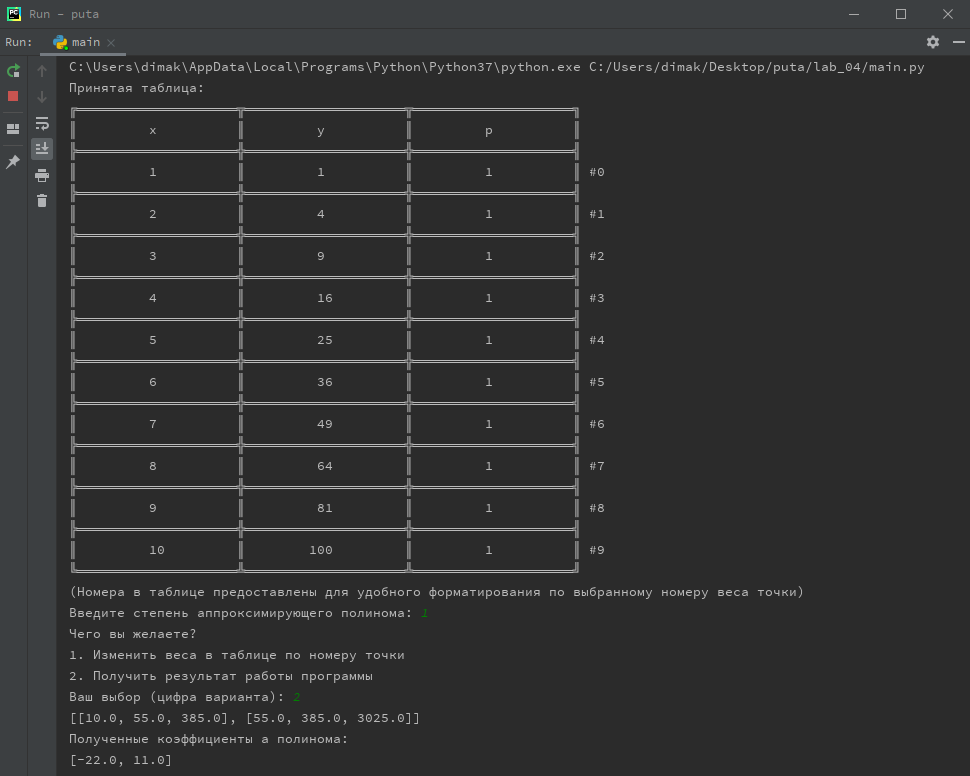 Run – puta
Run: main
C:\Users\dimak\AppData\Local\Programs\Python\Python37\python.exe C:/Users/dimak/Desktop/puta/lab_04/main.py
Принятая таблица:
x y p
1 1 1 #0
2 4 1 #1
3 9 1 #2
4 16 1 #3
5 25 1 #4
6 36 1 #5
7 49 1 #6
8 64 1 #7
9 81 1 #8
10 100 1 #9
(Номера в таблице предоставлены для удобного форматирования по выбранному номеру веса точки)
Введите степень аппроксимирующего полинома: 1
Чего вы желаете?
1. Изменить веса в таблице по номеру точки
2. Получить результат работы программы
Ваш выбор (цифра варианта): 2
[[10.0, 55.0, 385.0], [55.0, 385.0, 3025.0]]
Полученные коэффициенты a полинома:
[-22.0, 11.0]